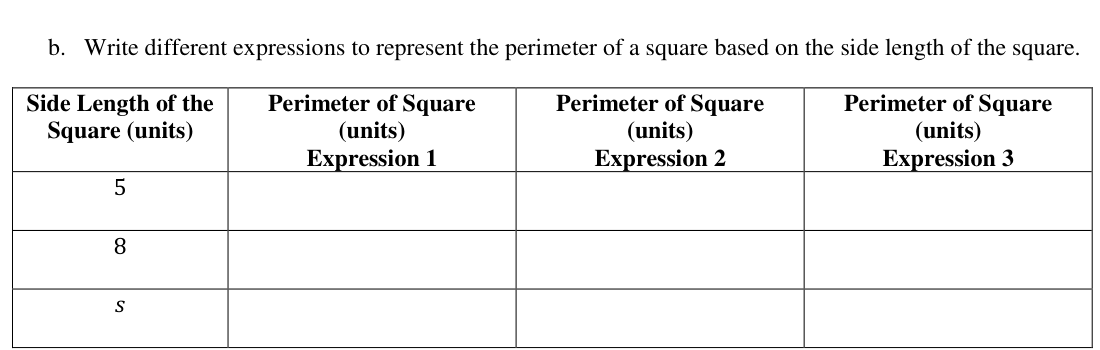 b. Write different expressions to represent the perimeter of a square based on the side length of the square.
Side Length of the
Square (units)
Perimeter of Square
(units)
Expression 1
Perimeter of Square
(units)
Expression 2
Perimeter of Square
(units)
Expression 3
5
8
s